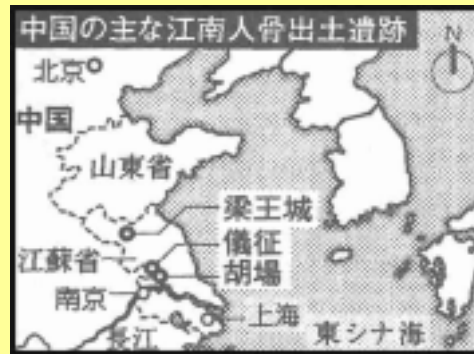 中国の主な江南人骨出土遺跡
N
北京
中国
山東省
梁王城
江蘇省
儀征
胡場
南京
上海
長江
東シナ海